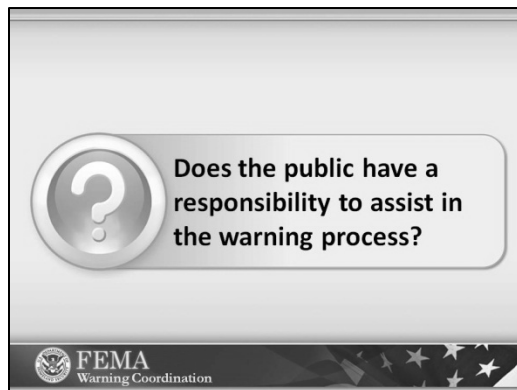 Does the public have a
responsibility to assist in
the warning process?
FEMA
Warning Coordination